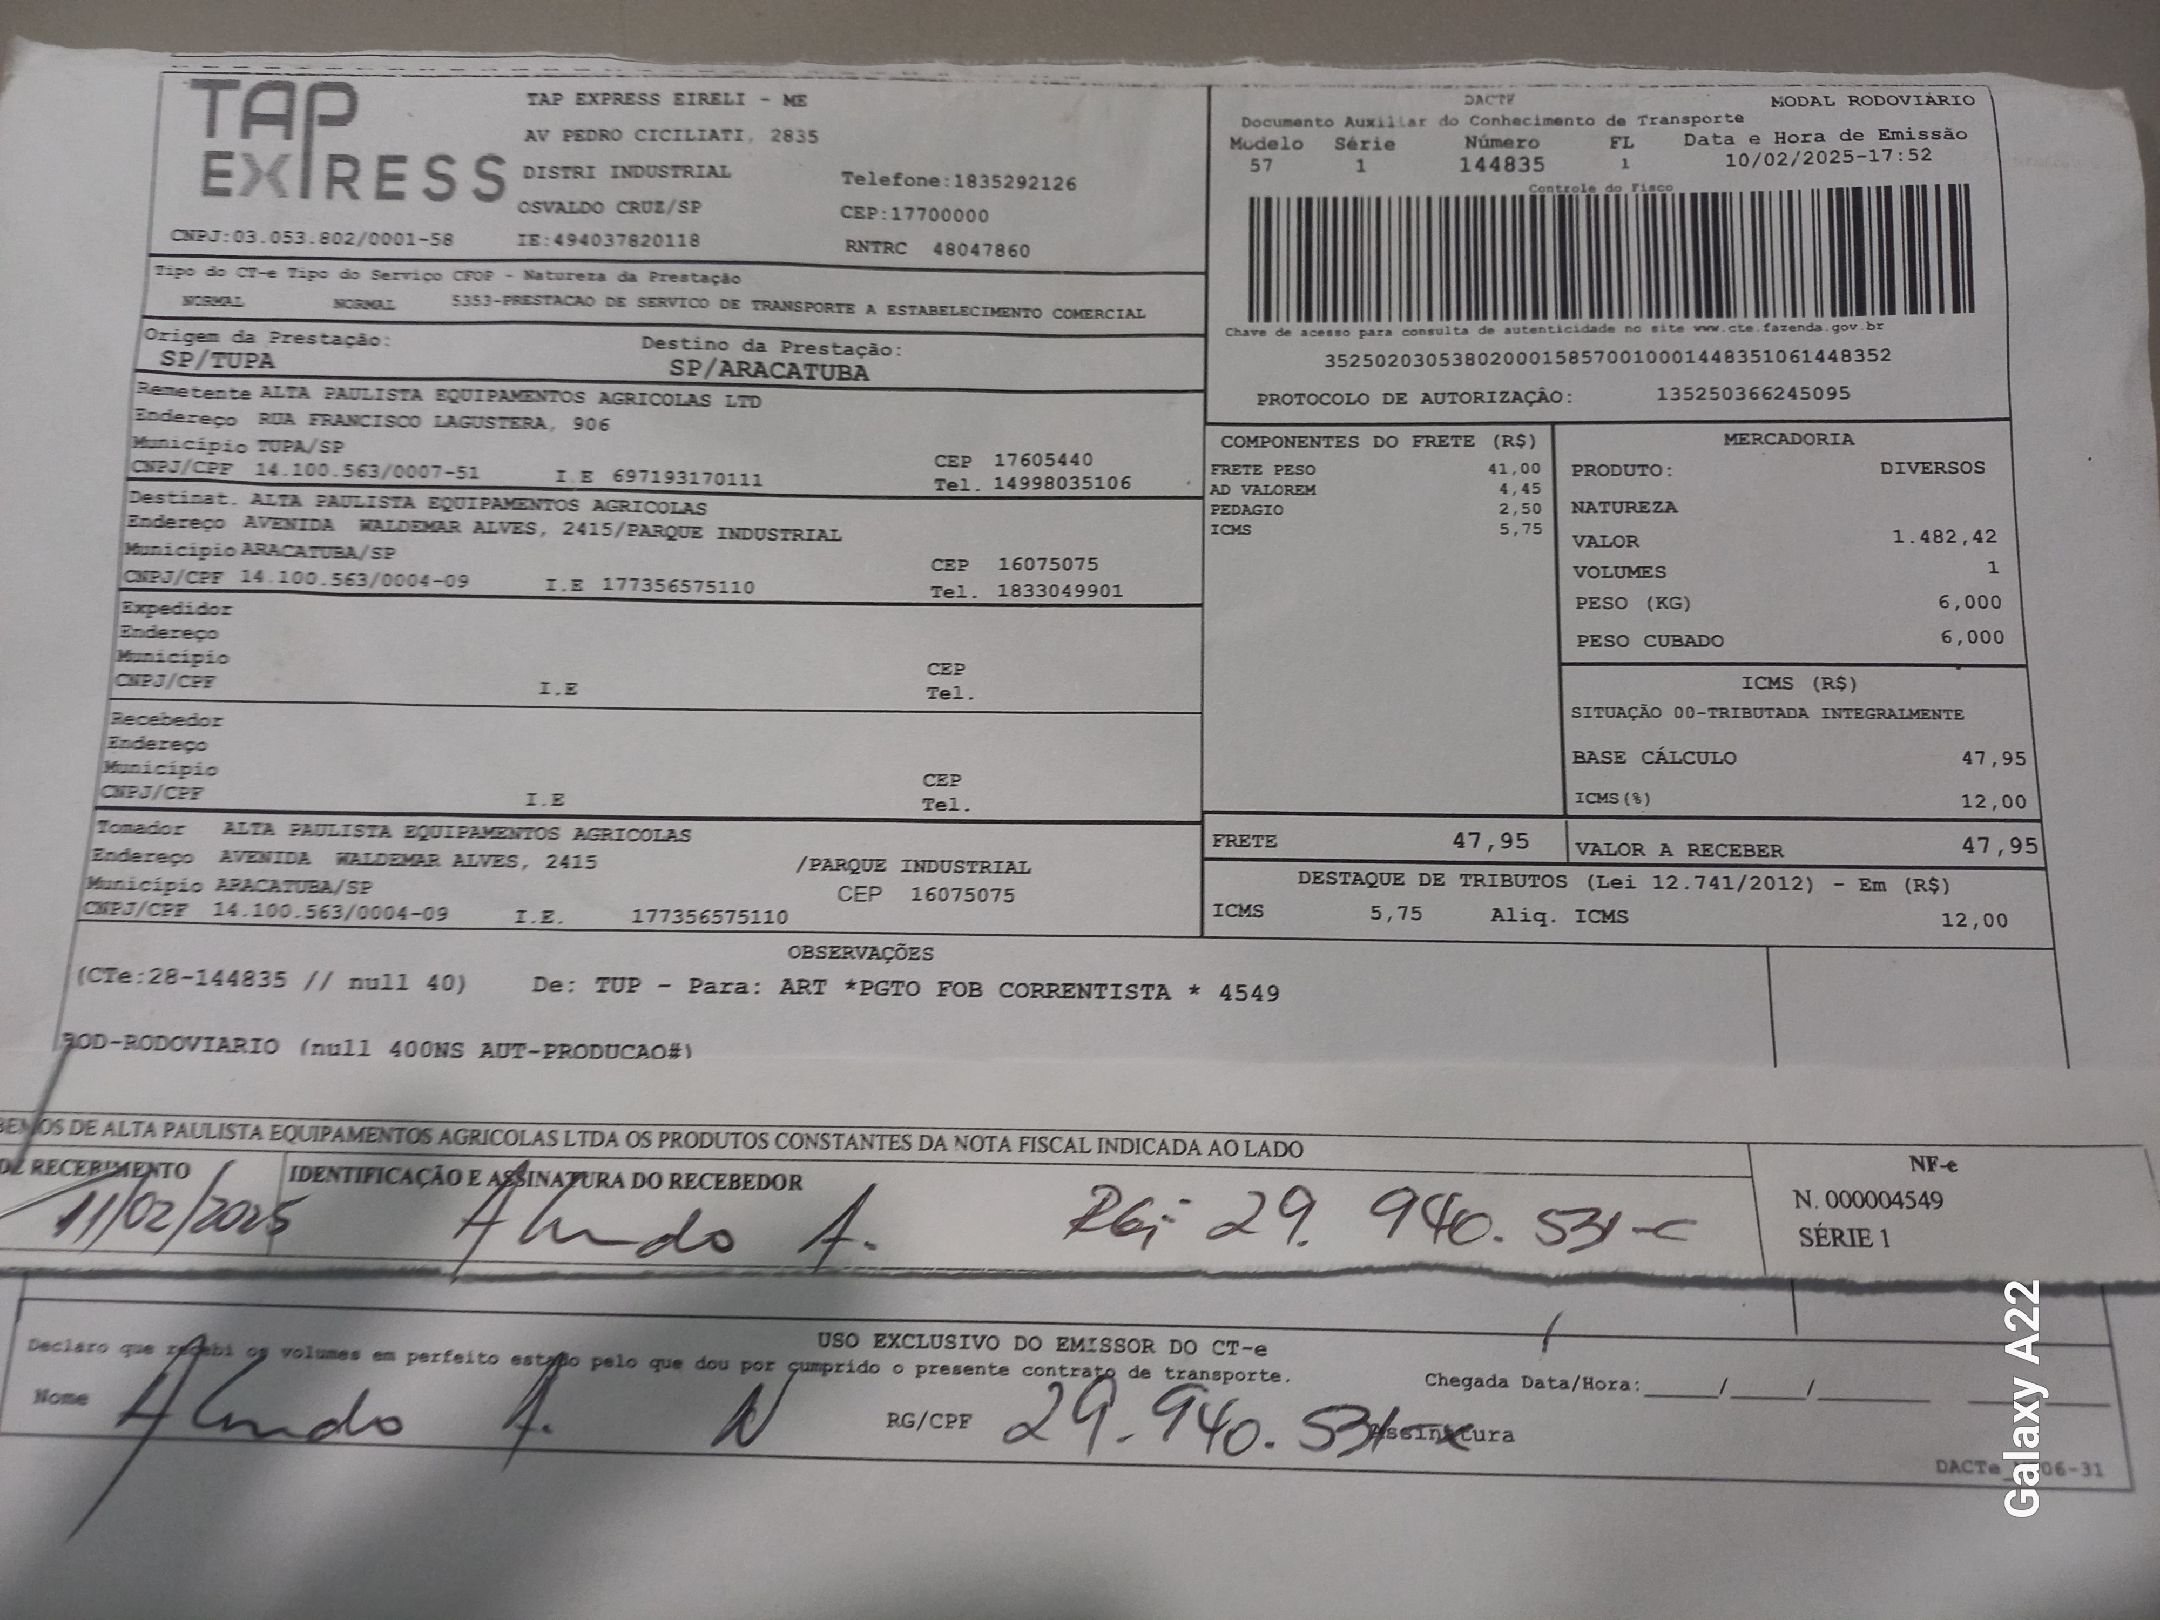 TAP EXPRESS
TAP EXPRESS EIRELI - ME
AV PEDRO CICILIATI, 2835
DISTRI INDUSTRIAL Telefone:1835292126
OSVALDO CRUZ/SP CEP:17700000
CNPJ:03.053.802/0001-58 IE:494037820118 RNTRC 48047860
Tipo do CT-e Tipo do Serviço CFOP - Natureza da Prestação
NORMAL NORMAL 5353-PRESTACAO DE SERVICO DE TRANSPORTE A ESTABELECIMENTO COMERCIAL
Origem da Prestação: Destino da Prestação:
SP/TUPA SP/ARACATUBA
Remetente ALTA PAULISTA EQUIPAMENTOS AGRICOLAS LTD
Endereço RUA FRANCISCO LAGUSTERA, 906
Município TUPA/SP CEP 17605440
CNPJ/CPF 14.100.563/0007-51 I.E 697193170111 Tel. 14998035106
Destinat. ALTA PAULISTA EQUIPAMENTOS AGRICOLAS
Endereço AVENIDA WALDEMAR ALVES, 2415/PARQUE INDUSTRIAL
Município ARACATUBA/SP CEP 16075075
CNPJ/CPF 14.100.563/0004-09 I.E 177356575110 Tel. 1833049901
Expedidor
Endereço
Município CEP
CNPJ/CPF I.E Tel.
Recebedor
Endereço
Município CEP
CNPJ/CPF I.E Tel.
Tomador ALTA PAULISTA EQUIPAMENTOS AGRICOLAS
Endereço AVENIDA WALDEMAR ALVES, 2415 /PARQUE INDUSTRIAL
Município ARACATUBA/SP CEP 16075075
CNPJ/CPF 14.100.563/0004-09 I.E. 177356575110
DACTE MODAL RODOVIÁRIO
Documento Auxiliar do Conhecimento de Transporte
Modelo Série Número FL Data e Hora de Emissão
57 1 144835 1 10/02/2025-17:52
Controle do Fisco
Chave de acesso para consulta de autenticidade no site www.cte.fazenda.gov.br
35250203053802000158570010001448351061448352
PROTOCOLO DE AUTORIZAÇÃO: 135250366245095
COMPONENTES DO FRETE (R$)
FRETE PESO 41,00
AD VALOREM 4,45
PEDAGIO 2,50
ICMS 5,75
MERCADORIA
PRODUTO: DIVERSOS
NATUREZA
VALOR 1.482,42
VOLUMES 1
PESO (KG) 6,000
PESO CUBADO 6,000
ICMS (R$)
SITUAÇÃO 00-TRIBUTADA INTEGRALMENTE
BASE CÁLCULO 47,95
ICMS(%) 12,00
FRETE 47,95 VALOR A RECEBER 47,95
DESTAQUE DE TRIBUTOS (Lei 12.741/2012) - Em (R$)
ICMS 5,75 Aliq. ICMS 12,00
OBSERVAÇÕES
(CTe:28-144835 // null 40) De: TUP - Para: ART *PGTO FOB CORRENTISTA * 4549
ROD-RODOVIARIO (null 400NS AUT-PRODUCAO#)
OS DE ALTA PAULISTA EQUIPAMENTOS AGRICOLAS LTDA OS PRODUTOS CONSTANTES DA NOTA FISCAL INDICADA AO LADO
DE RECEBIMENTO IDENTIFICAÇÃO E ASSINATURA DO RECEBEDOR
11/02/2025 A. RG: 29.940.531-
NF-e
N. 000004549
SÉRIE 1
USO EXCLUSIVO DO EMISSOR DO CT-e
Declaro que recebi os volumes em perfeito estado pelo que dou por cumprido o presente contrato de transporte.
Chegada Data/Hora:_____/_____/________ ________
Nome A. N RG/CPF 29.940.531- Assinatura
06-31
Galaxy A22